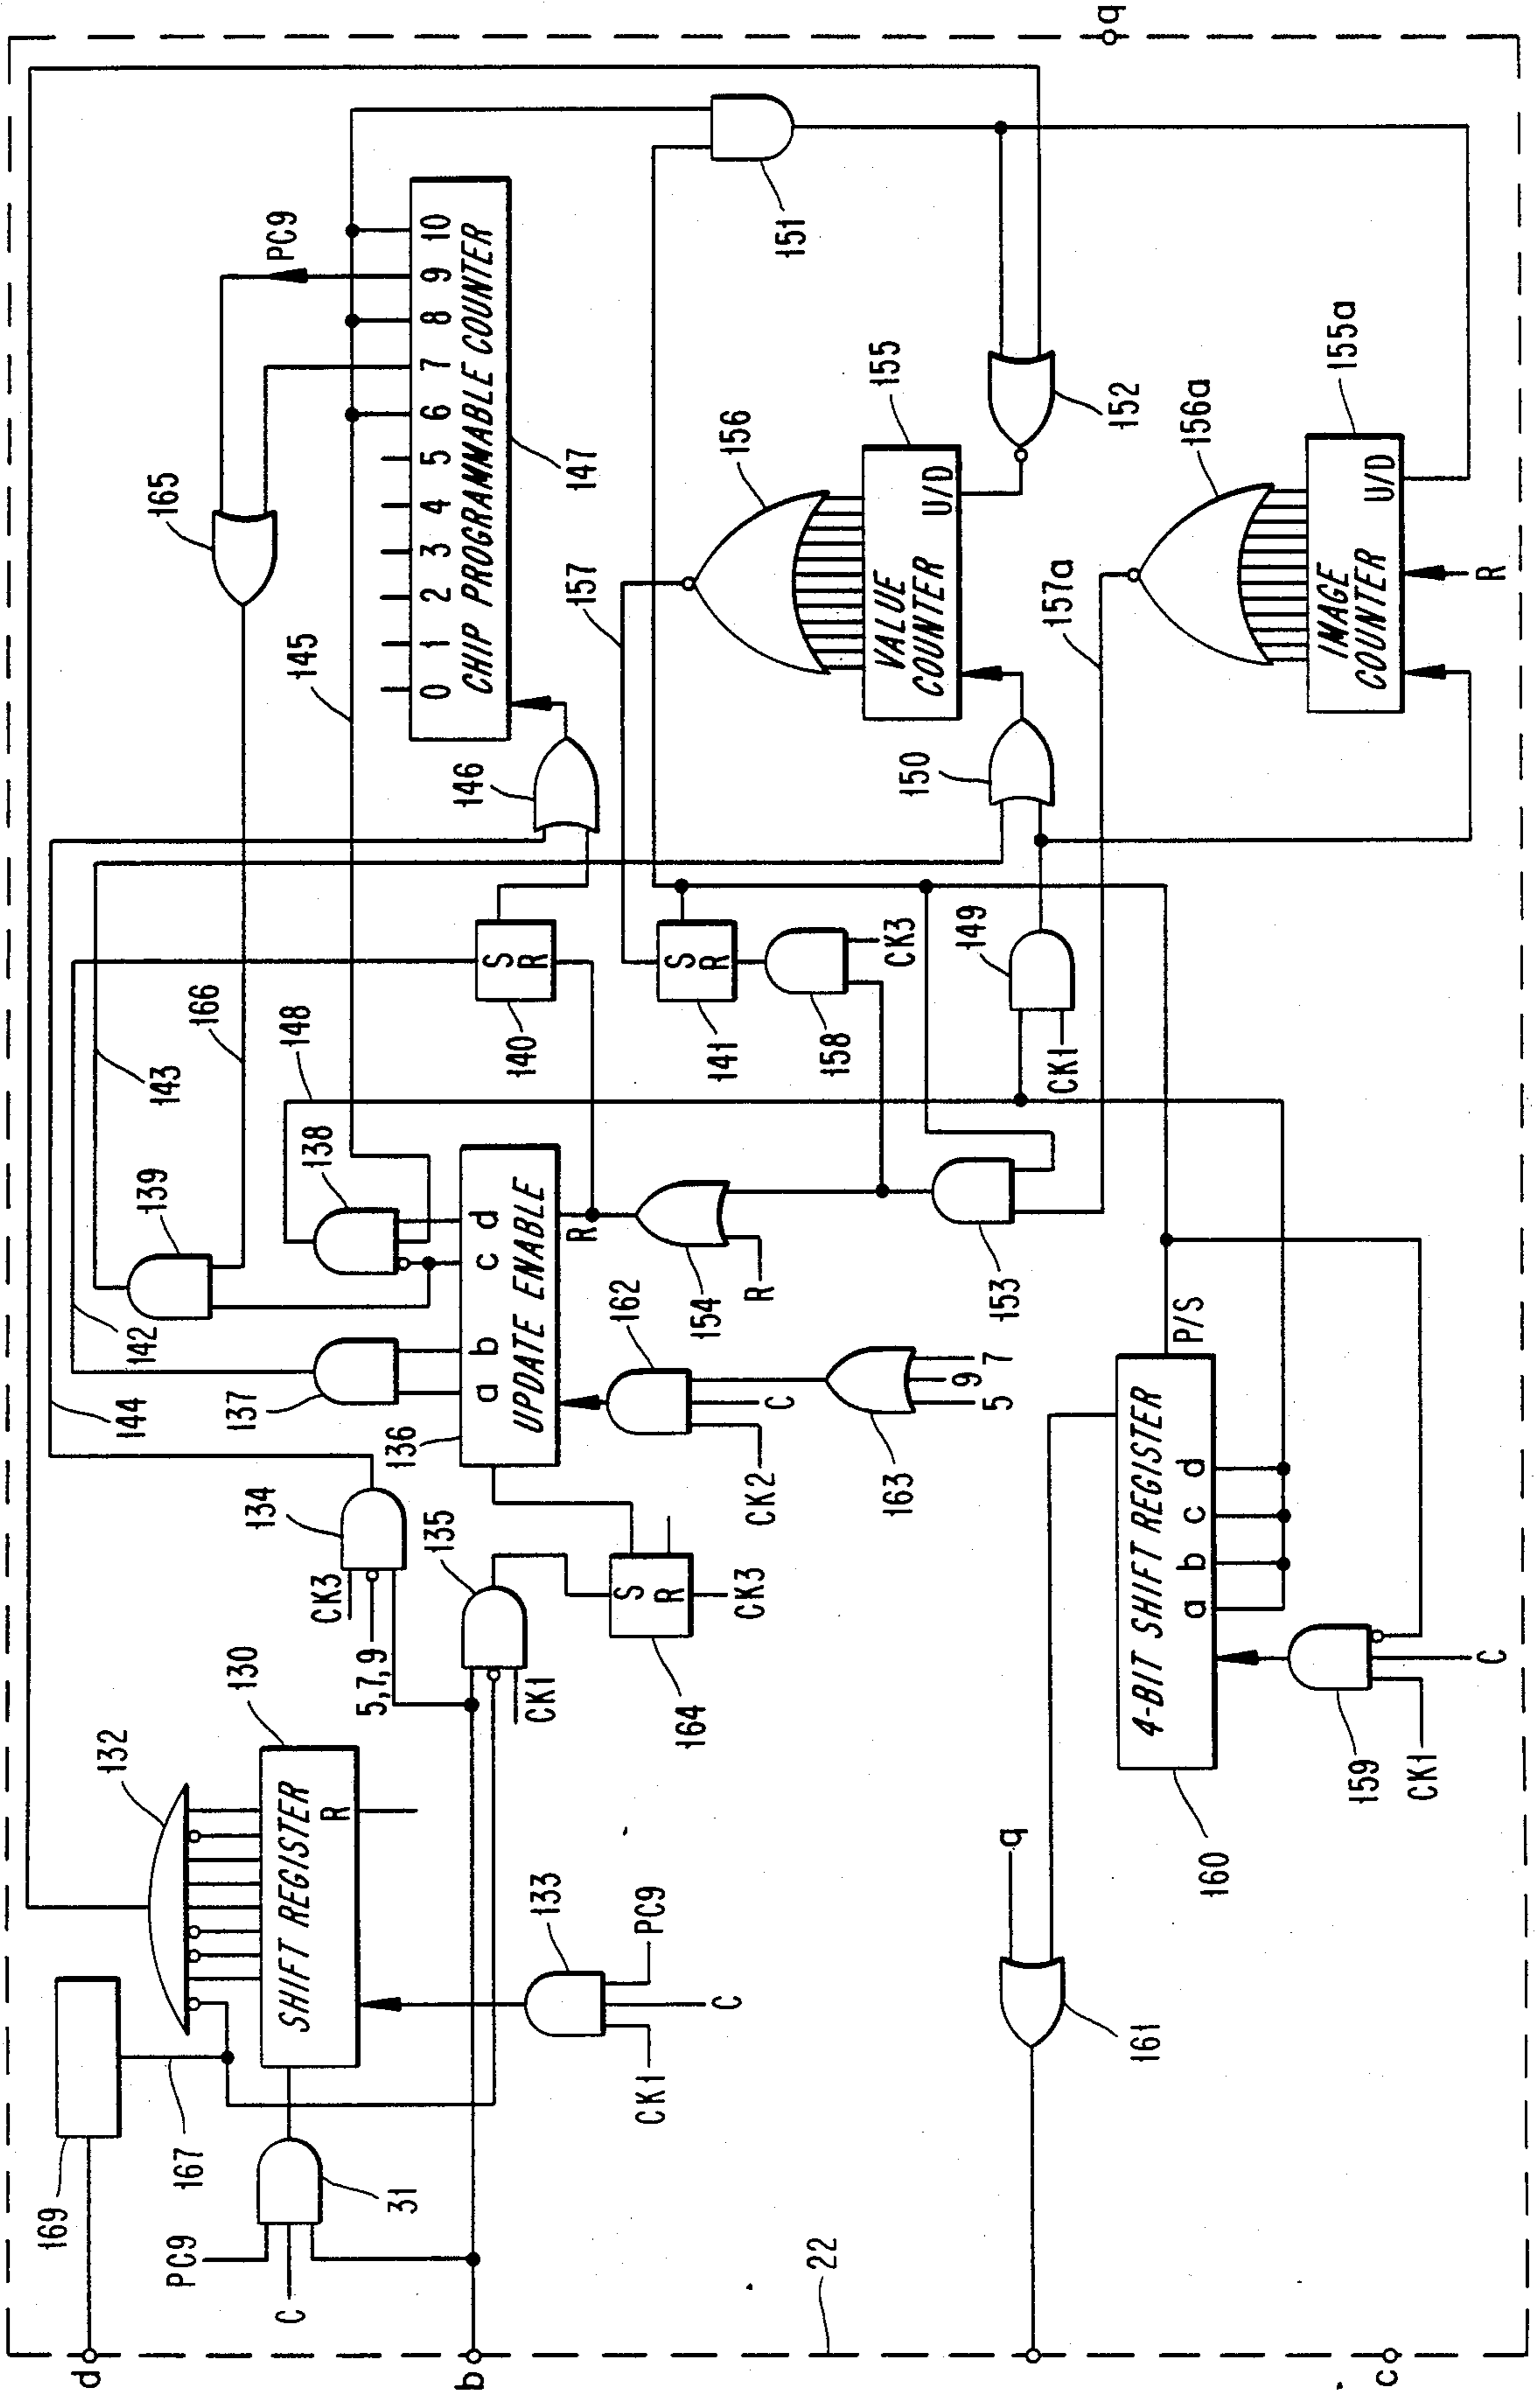 d
169
167
132
144
142
143
139
166
165
PC9
PC9
C
31
130
SHIFT REGISTER
R
134
CK3
5,7,9
137
138
148
145
136
a b c d
UPDATE ENABLE
R
0 1 2 3 4 5 6 7 8 9 10
CHIP PROGRAMMABLE COUNTER
147
146
b
135
CK1
S
R
140
133
CK1
C
PC9
164
S
R
CK3
162
CK2
C
154
R
157
S
R
141
156
151
22
163
5
9
7
158
CK3
VALUE
COUNTER
U/D
155
150
153
149
CK1
152
q
q
161
157a
156a
160
4-BIT SHIFT REGISTER
P/S
a b c d
IMAGE
COUNTER
U/D
155a
c
159
CK1
C
R